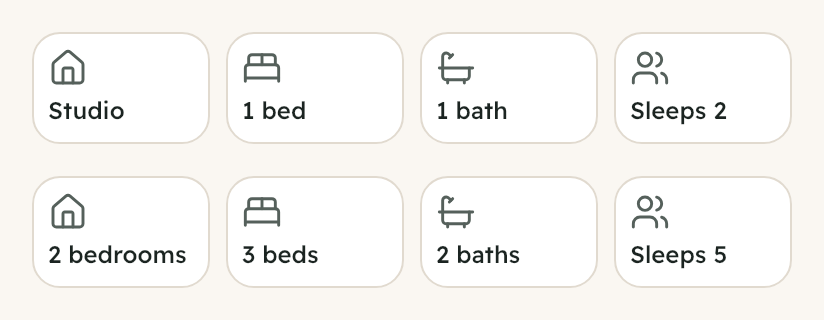 Studio
1 bed
1 bath
Sleeps 2
2 bedrooms
3 beds
2 baths
Sleeps 5